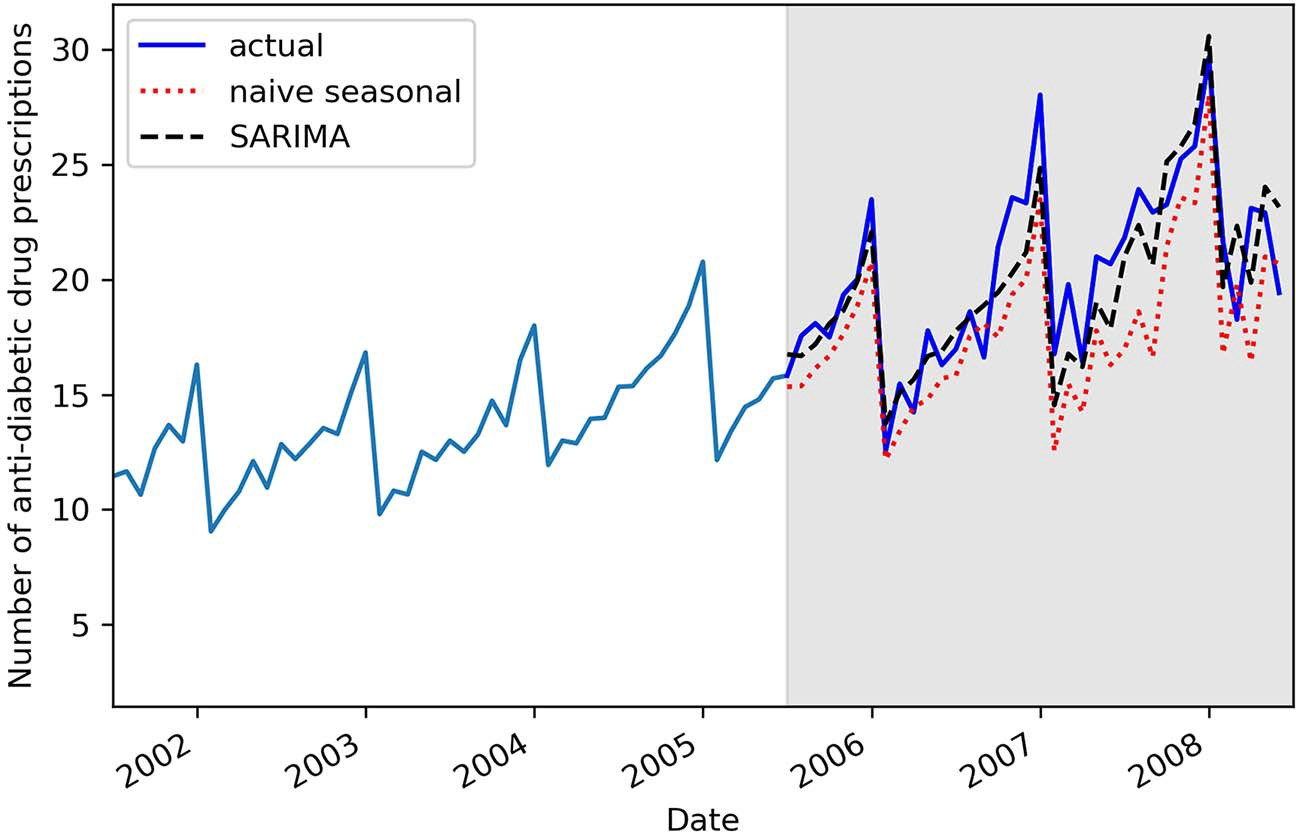 Number of anti-diabetic drug prescriptions
30
25
20
15
10
5
actual
naive seasonal
SARIMA
2002
2003
2004
2005
2006
2007
2008
Date